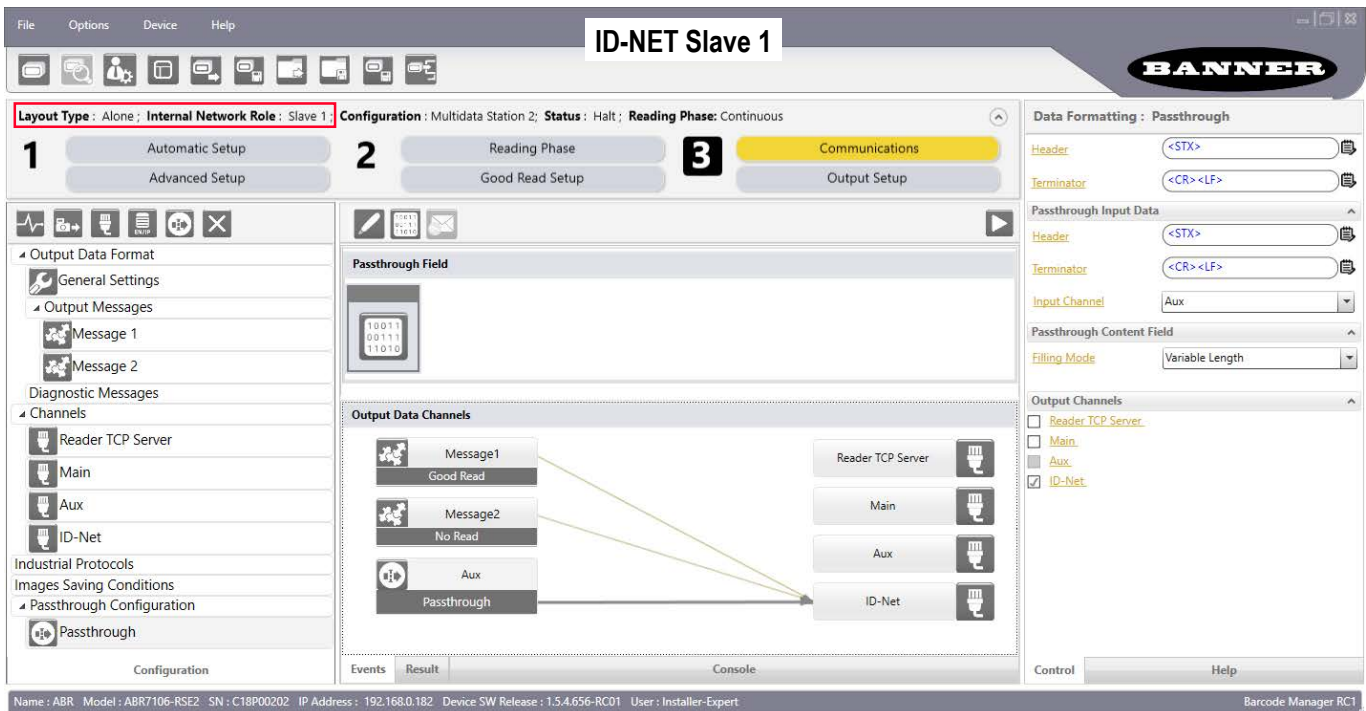 File Options Device Help
ID-NET Slave 1
BANNER
Layout Type : Alone ; Internal Network Role : Slave 1 ; Configuration : Multidata Station 2; Status : Halt ; Reading Phase: Continuous
1 Automatic Setup 2 Reading Phase 3 Communications
Advanced Setup Good Read Setup Output Setup
Output Data Format
General Settings
Output Messages
Message 1
Message 2
Diagnostic Messages
Channels
Reader TCP Server
Main
Aux
ID-Net
Industrial Protocols
Images Saving Conditions
Passthrough Configuration
Passthrough
Configuration
Passthrough Field
10011
00111
11010
Output Data Channels
Message1
Good Read
Message2
No Read
Aux
Passthrough
Reader TCP Server
Main
Aux
ID-Net
Events Result Console
Data Formatting : Passthrough
Header <STX>
Terminator <CR><LF>
Passthrough Input Data
Header <STX>
Terminator <CR><LF>
Input Channel Aux
Passthrough Content Field
Filling Mode Variable Length
Output Channels
Reader TCP Server
Main
Aux
ID-Net
Control Help
Name : ABR Model : ABR7106-RSE2 SN : C18P00202 IP Address : 192.168.0.182 Device SW Release : 1.5.4.656-RC01 User : Installer-Expert Barcode Manager RC1